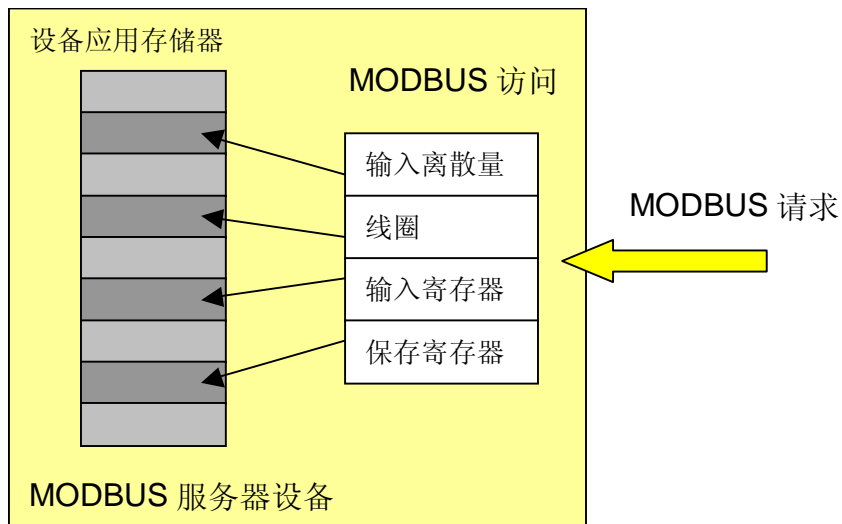 设备应用存储器
MODBUS 访问
输入离散量
线圈
输入寄存器
保存寄存器
MODBUS 请求
MODBUS 服务器设备